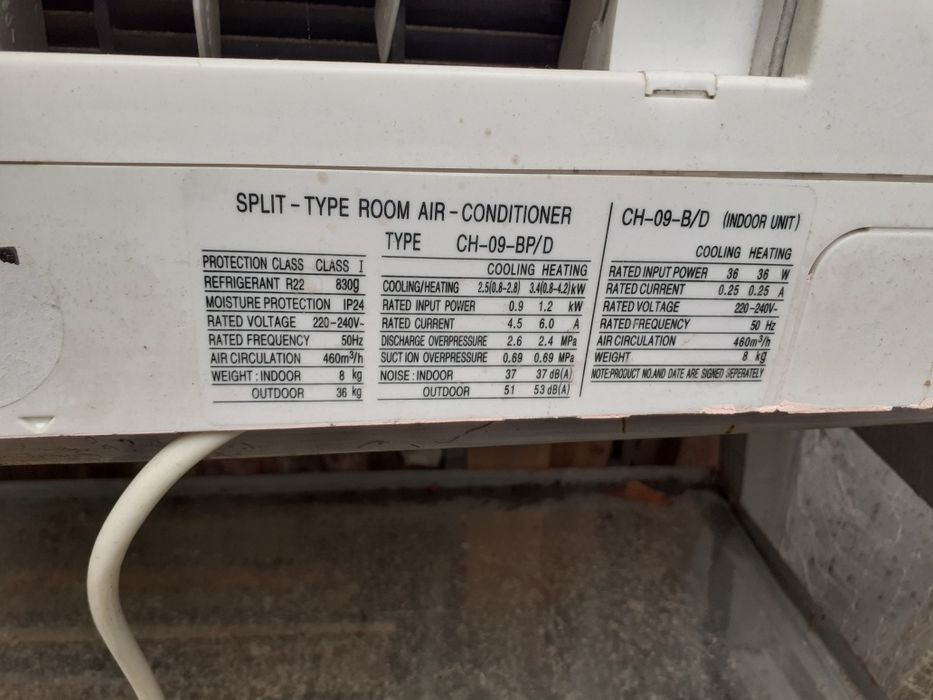 SPLIT-TYPE ROOM AIR-CONDITIONER
TYPE CH-09-BP/D
PROTECTION CLASS CLASS I
REFRIGERANT R22 830g
MOISTURE PROTECTION IP24
RATED VOLTAGE 220-240V~
RATED FREQUENCY 50Hz
AIR CIRCULATION 460m³/h
WEIGHT: INDOOR 8 kg
OUTDOOR 36 kg
COOLING HEATING
COOLING/HEATING 2.5(0.8-2.8) 3.4(0.8-4.2)kW
RATED INPUT POWER 0.9 1.2 kW
RATED CURRENT 4.5 6.0 A
DISCHARGE OVERPRESSURE 2.6 2.4 MPa
SUCTION OVERPRESSURE 0.69 0.69 MPa
NOISE: INDOOR 37 37 dB(A)
OUTDOOR 51 53 dB(A)
CH-09-B/D (INDOOR UNIT)
COOLING HEATING
RATED INPUT POWER 36 36 W
RATED CURRENT 0.25 0.25 A
RATED VOLTAGE 220-240V~
RATED FREQUENCY 50 Hz
AIR CIRCULATION 460m³/h
WEIGHT 8 kg
NOTE:PRODUCT NO.AND DATE ARE SIGNED SEPERATELY